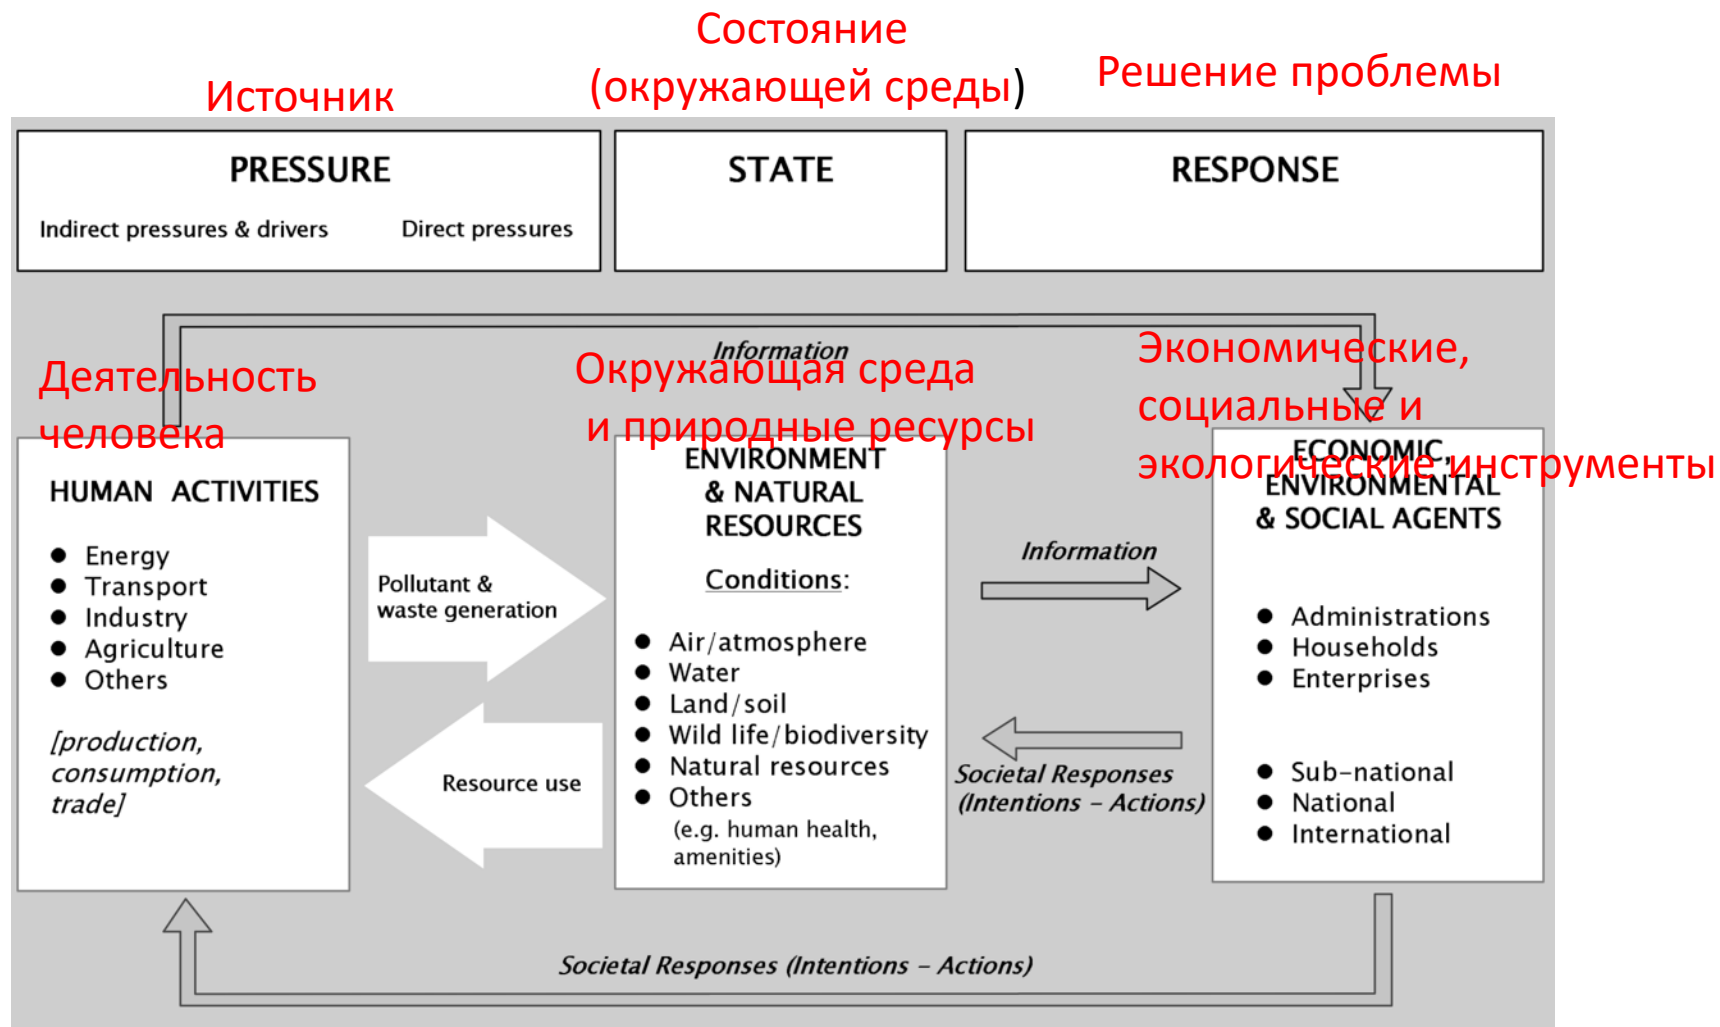 Состояние
(окружающей среды)
Источник
Решение проблемы
PRESSURE
Indirect pressures & drivers
Direct pressures
STATE
RESPONSE
Information
Деятельность
человека
HUMAN ACTIVITIES
● Energy
● Transport
● Industry
● Agriculture
● Others
[production,
consumption,
trade]
Pollutant &
waste generation
Resource use
Окружающая среда
и природные ресурсы
ENVIRONMENT
& NATURAL
RESOURCES
Conditions:
● Air/atmosphere
● Water
● Land/soil
● Wild life/biodiversity
● Natural resources
● Others
(e.g. human health,
amenities)
Information
Societal Responses
(Intentions – Actions)
Экономические,
социальные и
экологические инструменты
ECONOMIC,
ENVIRONMENTAL
& SOCIAL AGENTS
● Administrations
● Households
● Enterprises
● Sub-national
● National
● International
Societal Responses (Intentions – Actions)